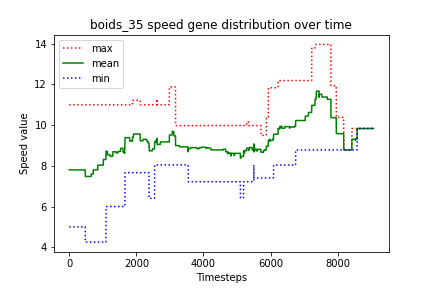 boids_35 speed gene distribution over time
max
mean
min
Speed value
14
12
10
8
6
4
0 2000 4000 6000 8000
Timesteps